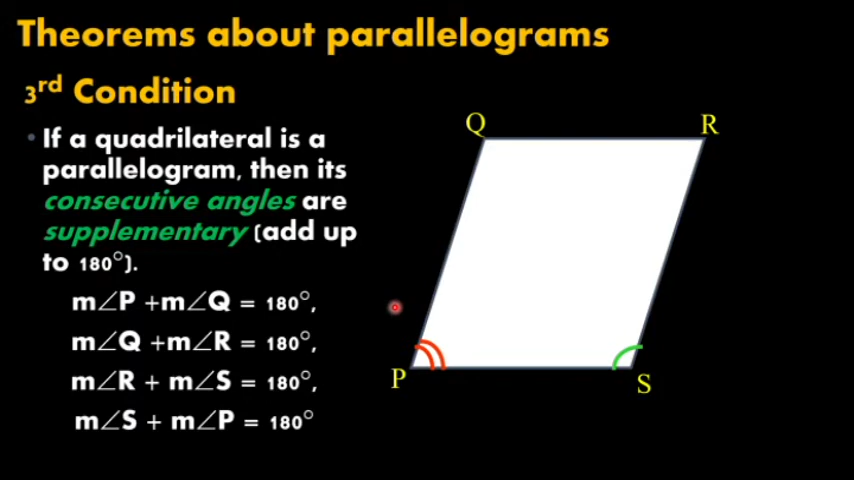 Theorems about parallelograms
3rd Condition
• If a quadrilateral is a
parallelogram, then its
consecutive angles are
supplementary (add up
to 180°).
m∠P +m∠Q = 180°,
m∠Q +m∠R = 180°,
m∠R + m∠S = 180°,
m∠S + m∠P = 180°
Q
R
P
S